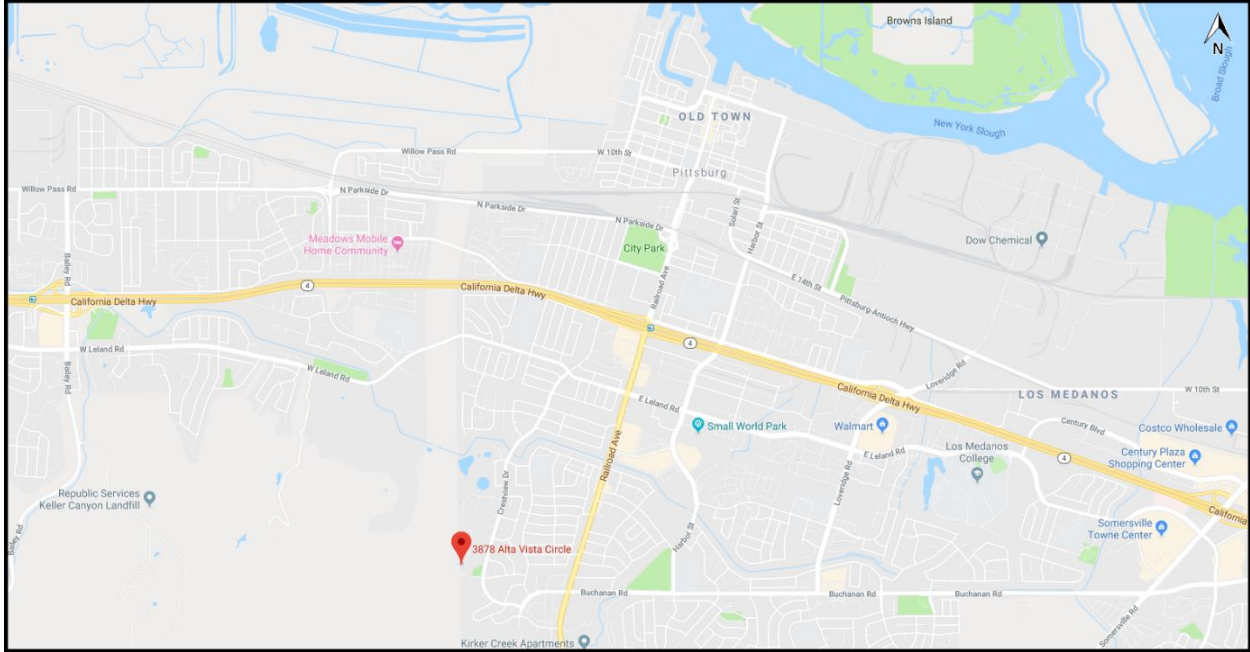 Browns Island
N
Broad Slough
OLD TOWN
New York Slough
Willow Pass Rd
W 10th St
Pittsburg
Willow Pass Rd
N Parkside Dr
N Parkside Dr
N Parkside Dr
Solari St
Harbor St
Meadows Mobile
Home Community
City Park
Dow Chemical
Bailey Rd
Railroad Ave
E 14th St
4
California Delta Hwy
California Delta Hwy
Pittsburg-Antioch Hwy
4
W Leland Rd
Bailey Rd
W Leland Rd
Loveridge Rd
California Delta Hwy
LOS MEDANOS
W 10th St
E Leland Rd
Small World Park
Walmart
Century Blvd
Costco Wholesale
Railroad Ave
E Leland Rd
Los Medanos
College
4
Century Plaza
Shopping Center
Crestview Dr
Loveridge Rd
Republic Services
Keller Canyon Landfill
California
Bailey Rd
Harbor St
Somersville
Towne Center
3878 Alta Vista Circle
Buchanan Rd
Buchanan Rd
Buchanan Rd
Somersville Rd
Kirker Creek Apartments